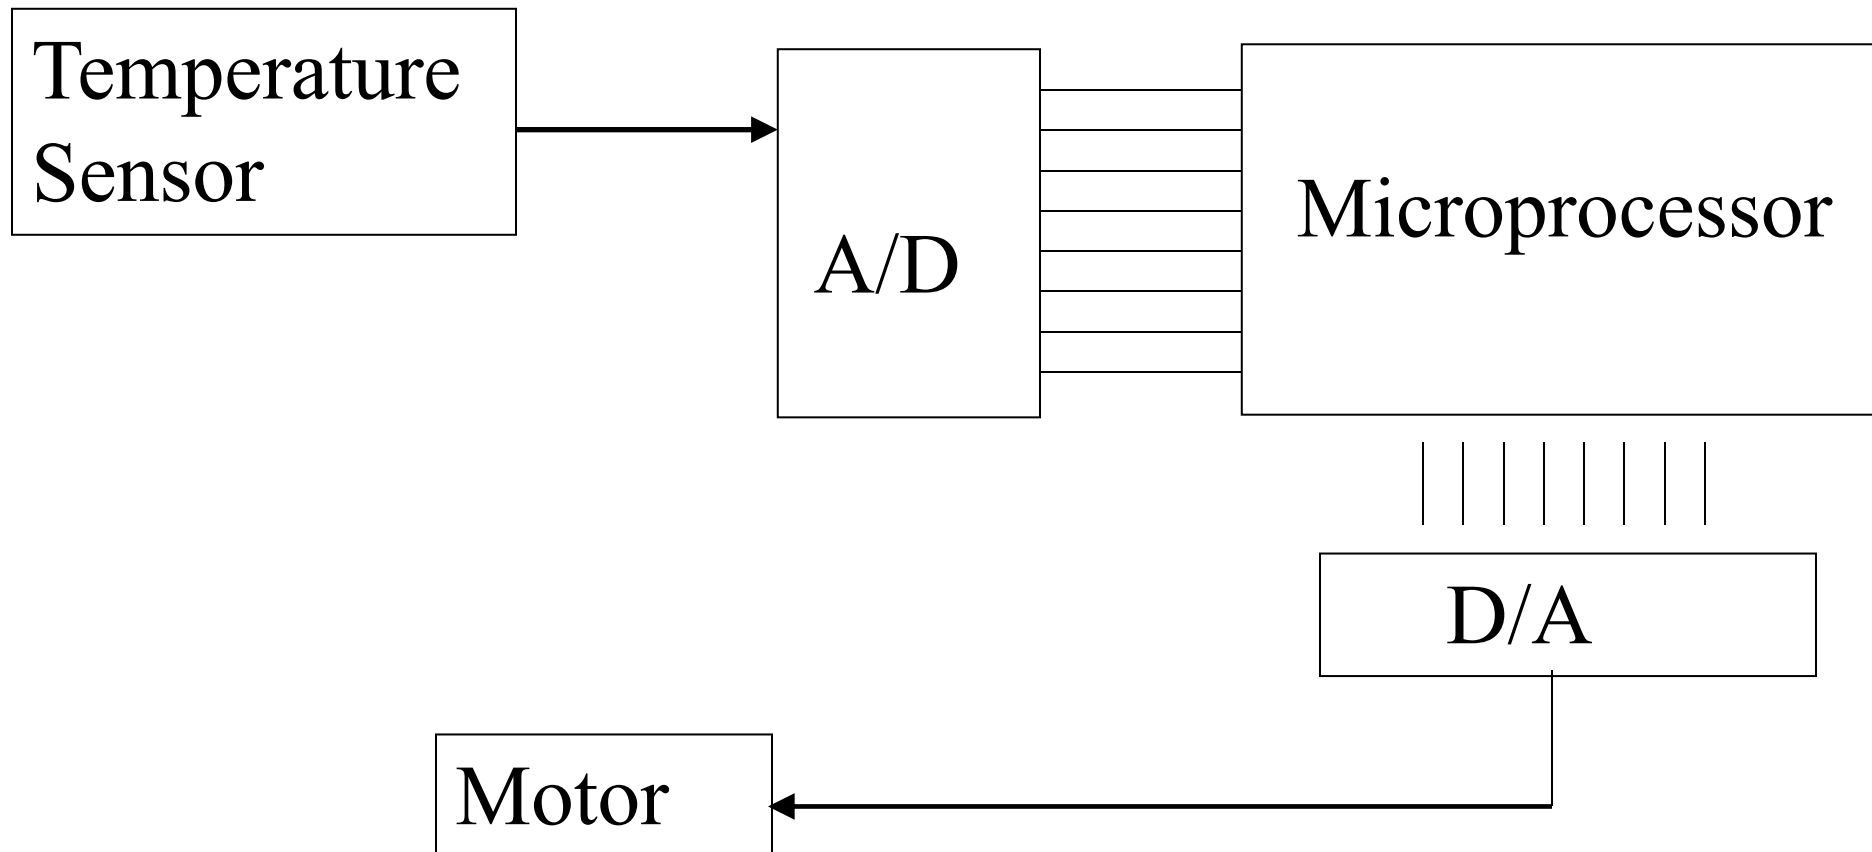 Temperature
Sensor
A/D
Microprocessor
D/A
Motor